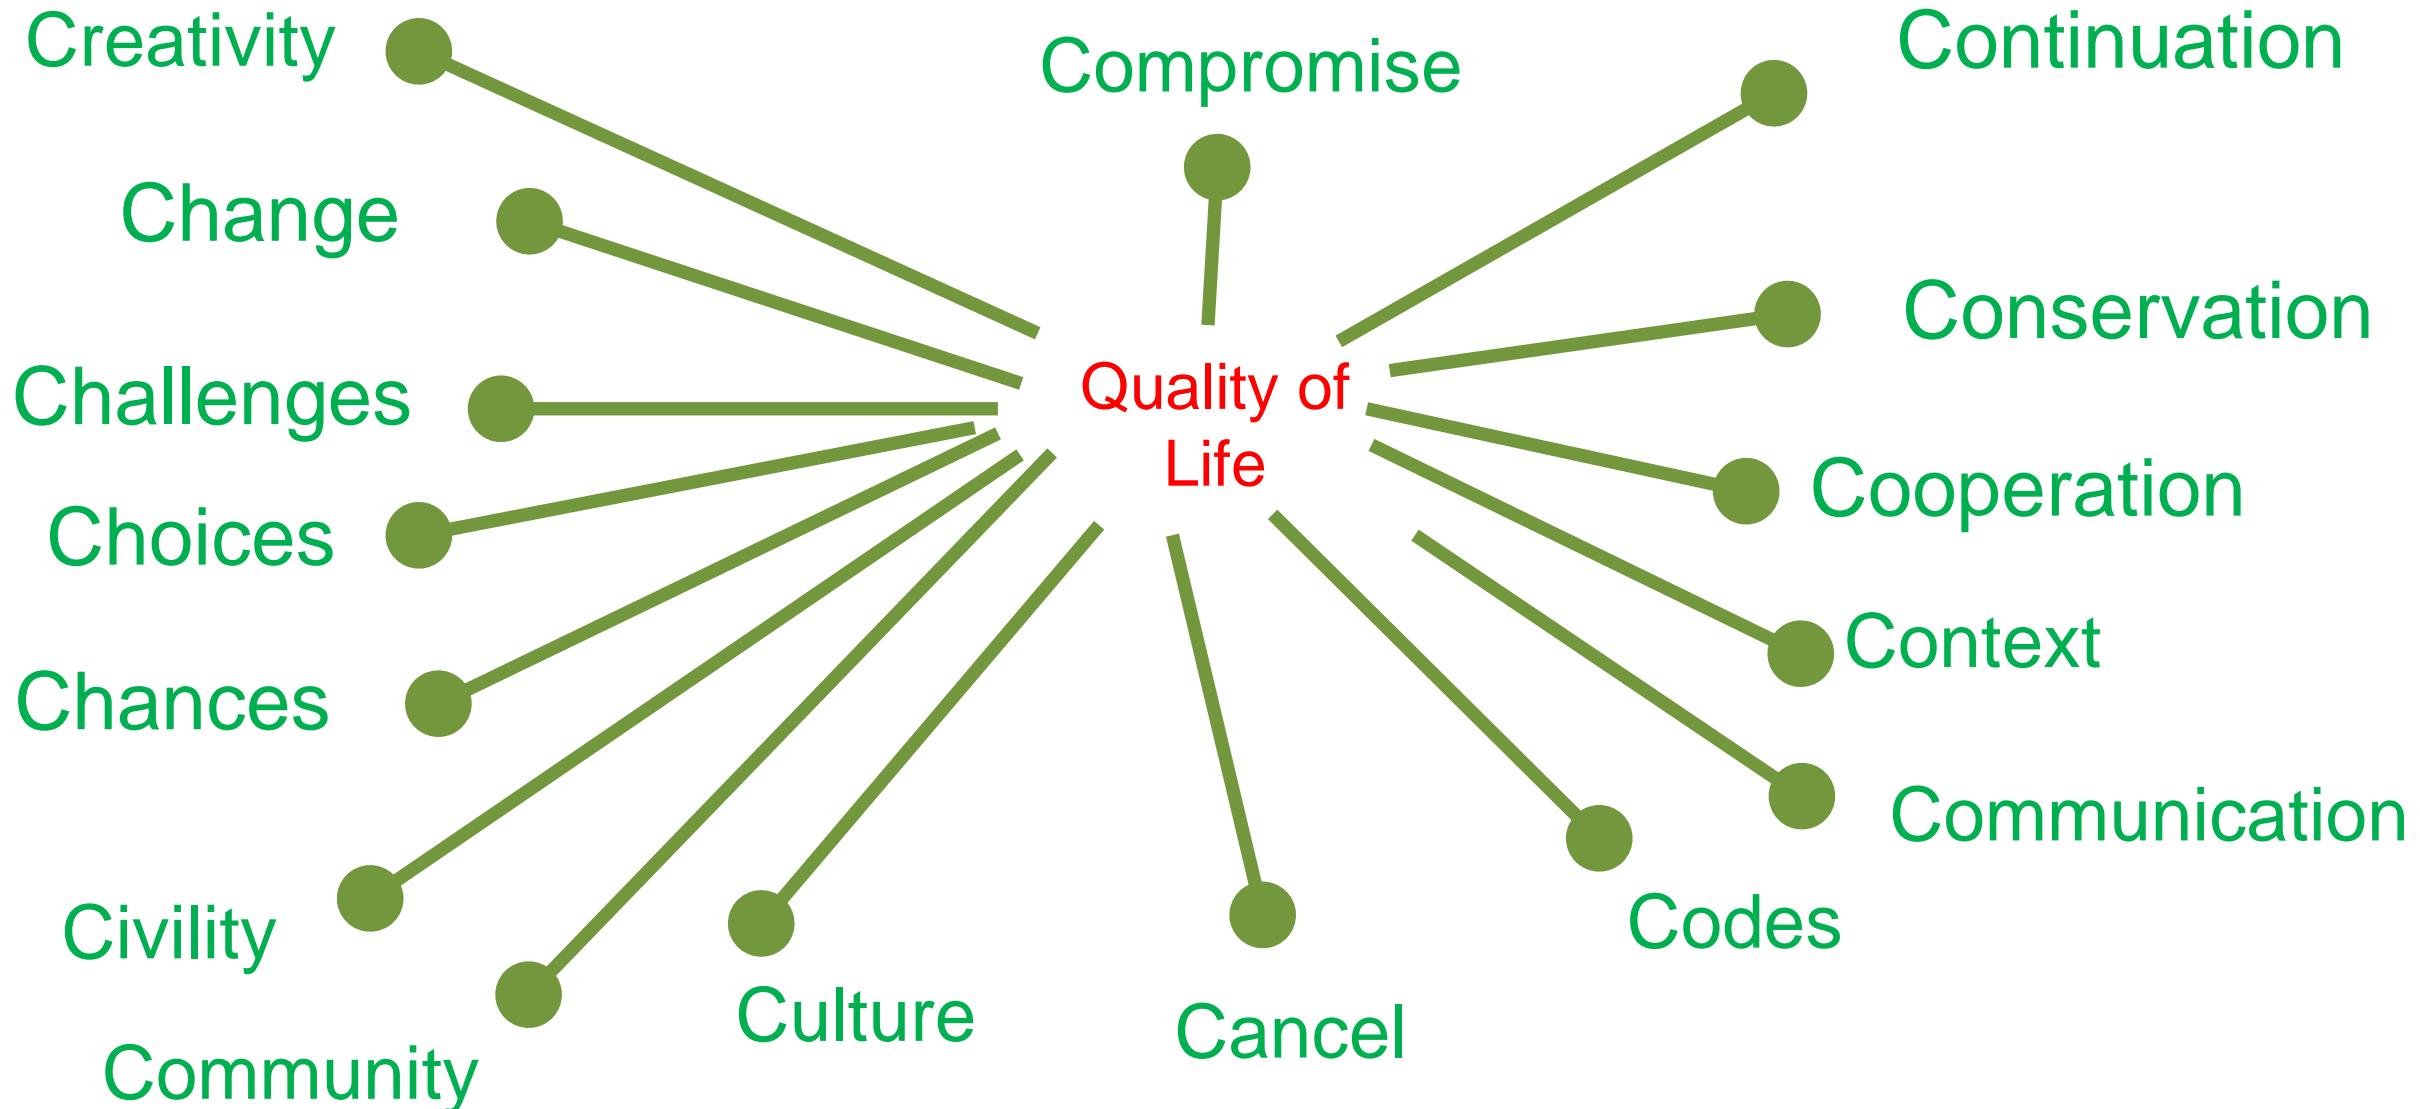 Creativity
Compromise
Continuation
Change
Conservation
Quality of
Life
Challenges
Cooperation
Choices
Context
Chances
Communication
Civility
Codes
Culture
Cancel
Community